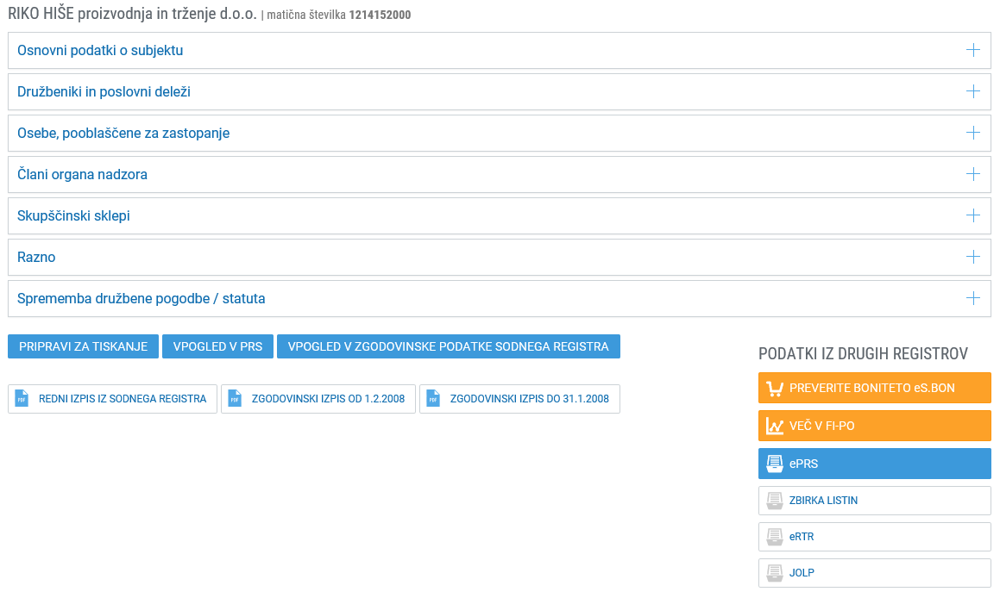 RIKO HIŠE proizvodnja in trženje d.o.o. | matična številka 1214152000
Osnovni podatki o subjektu
Družbeniki in poslovni deleži
Osebe, pooblaščene za zastopanje
Člani organa nadzora
Skupščinski sklepi
Razno
Sprememba družbene pogodbe / statuta
PRIPRAVI ZA TISKANJE VPOGLED V PRS VPOGLED V ZGODOVINSKE PODATKE SODNEGA REGISTRA
PDF REDNI IZPIS IZ SODNEGA REGISTRA PDF ZGODOVINSKI IZPIS OD 1.2.2008 PDF ZGODOVINSKI IZPIS DO 31.1.2008
PODATKI IZ DRUGIH REGISTROV
PREVERITE BONITETO eS.BON
VEČ V FI-PO
ePRS
ZBIRKA LISTIN
eRTR
JOLP